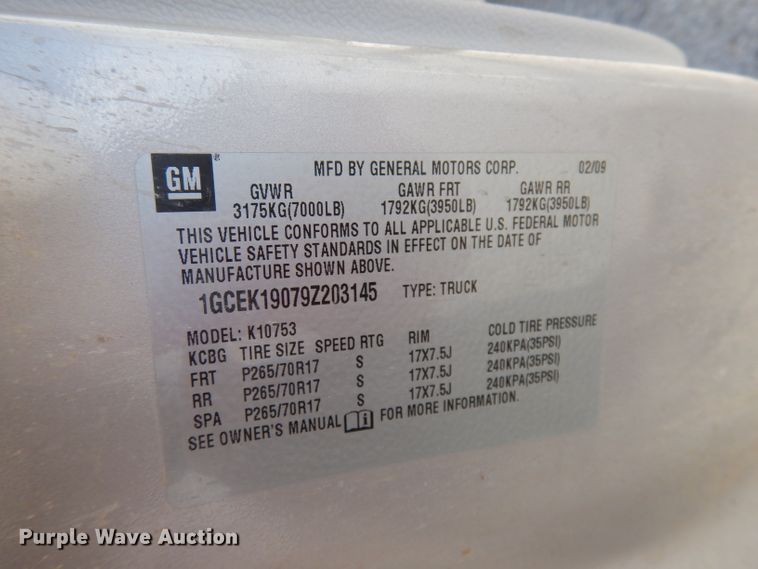 GM
MFD BY GENERAL MOTORS CORP. 02/09
GVWR GAWR FRT GAWR RR
3175KG(7000LB) 1792KG(3950LB) 1792KG(3950LB)
THIS VEHICLE CONFORMS TO ALL APPLICABLE U.S. FEDERAL MOTOR
VEHICLE SAFETY STANDARDS IN EFFECT ON THE DATE OF
MANUFACTURE SHOWN ABOVE.
1GCEK19079Z203145 TYPE: TRUCK
MODEL: K10753
KCBG TIRE SIZE SPEED RTG RIM COLD TIRE PRESSURE
FRT P265/70R17 S 17X7.5J 240KPA(35PSI)
RR P265/70R17 S 17X7.5J 240KPA(35PSI)
SPA P265/70R17 S 17X7.5J 240KPA(35PSI)
SEE OWNER'S MANUAL i FOR MORE INFORMATION.
Purple Wave Auction